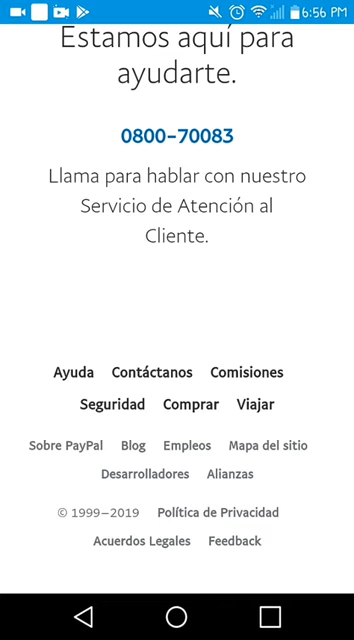 6:56 PM
Estamos aquí para
ayudarte.
0800-70083
Llama para hablar con nuestro
Servicio de Atención al
Cliente.
Ayuda Contáctanos Comisiones
Seguridad Comprar Viajar
Sobre PayPal Blog Empleos Mapa del sitio
Desarrolladores Alianzas
© 1999–2019 Política de Privacidad
Acuerdos Legales Feedback